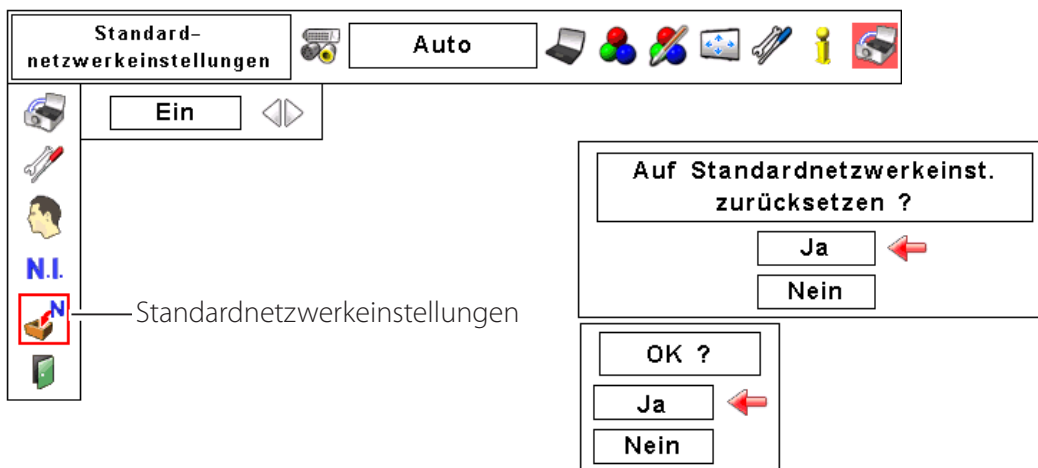 Standard–
netzwerkeinstellungen
Auto
Ein
Auf Standardnetzwerkeinst.
zurücksetzen ?
Ja
Nein
N.I.
N
Standardnetzwerkeinstellungen
OK ?
Ja
Nein